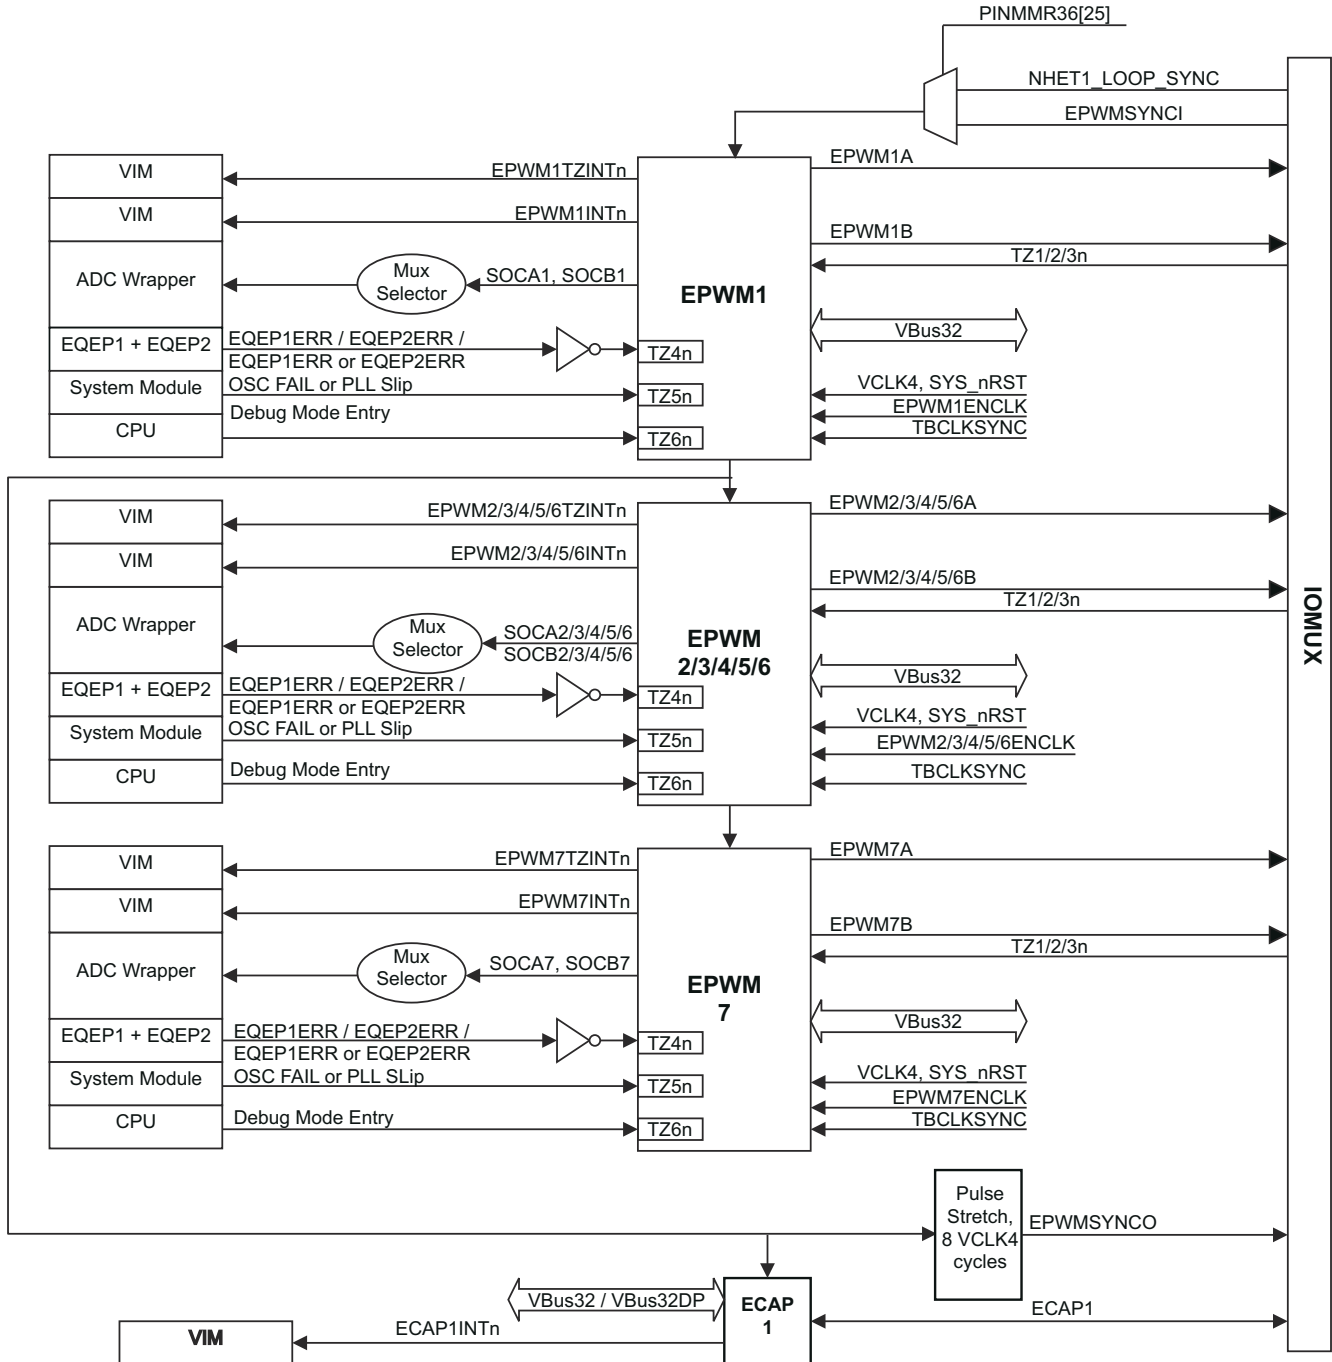 PINMMR36[25]
NHET1_LOOP_SYNC
EPWMSYNCI
VIM
EPWM1TZINTn
EPWM1A
VIM
EPWM1INTn
EPWM1B
TZ1/2/3n
ADC Wrapper
Mux
Selector
SOCA1, SOCB1
EPWM1
VBus32
EQEP1 + EQEP2
EQEP1ERR / EQEP2ERR /
EQEP1ERR or EQEP2ERR
TZ4n
System Module
OSC FAIL or PLL Slip
TZ5n
VCLK4, SYS_nRST
EPWM1ENCLK
TBCLKSYNC
CPU
Debug Mode Entry
TZ6n
VIM
EPWM2/3/4/5/6TZINTn
EPWM2/3/4/5/6A
VIM
EPWM2/3/4/5/6INTn
EPWM2/3/4/5/6B
TZ1/2/3n
IOMUX
ADC Wrapper
Mux
Selector
SOCA2/3/4/5/6
SOCB2/3/4/5/6
EPWM
2/3/4/5/6
VBus32
EQEP1 + EQEP2
EQEP1ERR / EQEP2ERR /
EQEP1ERR or EQEP2ERR
TZ4n
System Module
OSC FAIL or PLL Slip
TZ5n
VCLK4, SYS_nRST
EPWM2/3/4/5/6ENCLK
TBCLKSYNC
CPU
Debug Mode Entry
TZ6n
VIM
EPWM7TZINTn
EPWM7A
VIM
EPWM7INTn
EPWM7B
TZ1/2/3n
ADC Wrapper
Mux
Selector
SOCA7, SOCB7
EPWM
7
VBus32
EQEP1 + EQEP2
EQEP1ERR / EQEP2ERR /
EQEP1ERR or EQEP2ERR
TZ4n
System Module
OSC FAIL or PLL SLip
TZ5n
VCLK4, SYS_nRST
EPWM7ENCLK
TBCLKSYNC
CPU
Debug Mode Entry
TZ6n
Pulse
Stretch,
8 VCLK4
cycles
EPWMSYNCO
VBus32 / VBus32DP
ECAP
1
ECAP1
VIM
ECAP1INTn